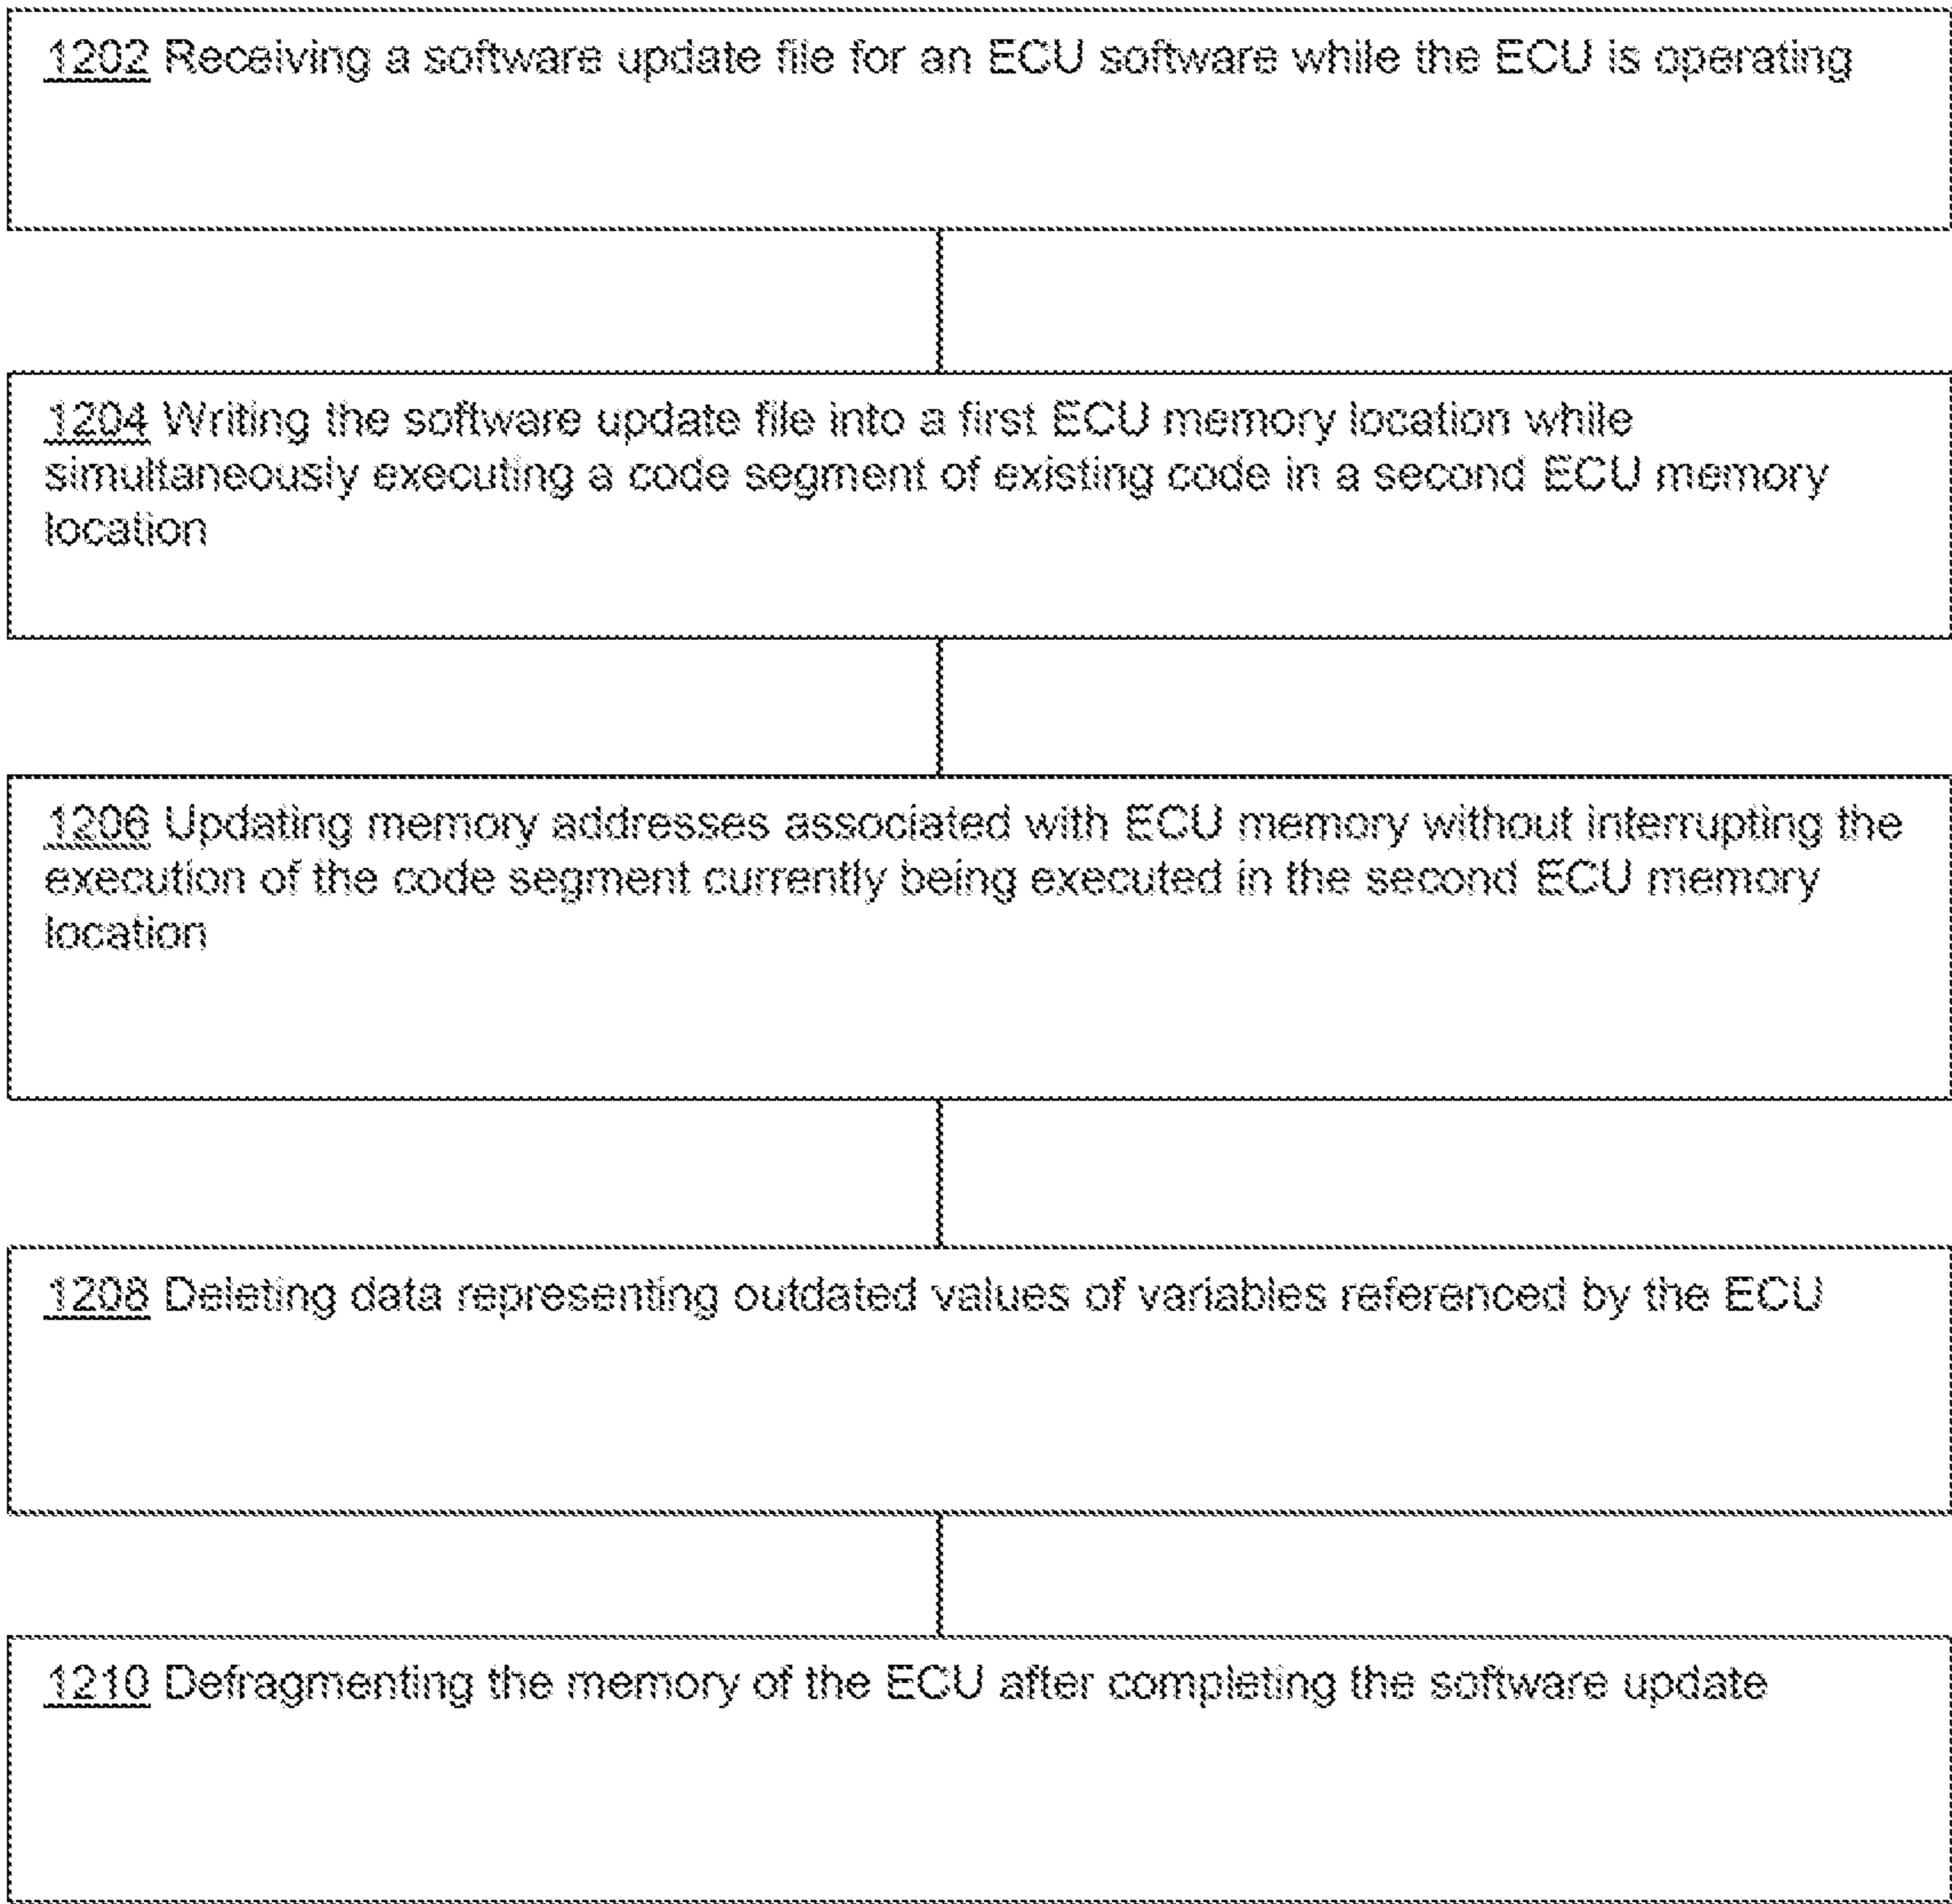 1202 Receiving a software update file for an ECU software while the ECU is operating
1204 Writing the software update file into a first ECU memory location while
simultaneously executing a code segment of existing code in a second ECU memory
location
1206 Updating memory addresses associated with ECU memory without interrupting the
execution of the code segment currently being executed in the second ECU memory
location
1208 Deleting data representing outdated values of variables referenced by the ECU
1210 Defragmenting the memory of the ECU after completing the software update